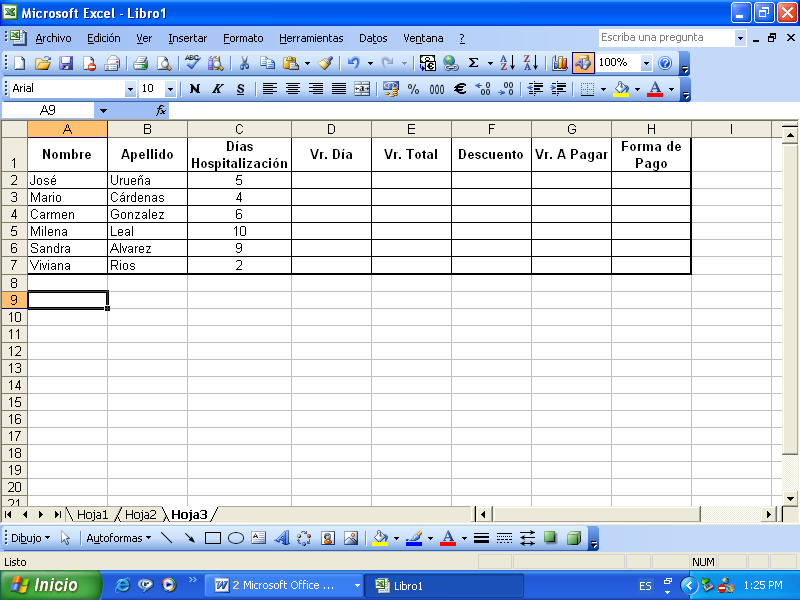 Microsoft Excel - Libro1
Archivo Edición Ver Insertar Formato Herramientas Datos Ventana ? Escriba una pregunta
100%
Arial 10 N K S % 000 €
A9 fx
A B C D E F G H I
1 Nombre Apellido Días Hospitalización Vr. Día Vr. Total Descuento Vr. A Pagar Forma de Pago
2 José Urueña 5
3 Mario Cárdenas 4
4 Carmen Gonzalez 6
5 Milena Leal 10
6 Sandra Alvarez 9
7 Viviana Rios 2
8
9
10
11
12
13
14
15
16
17
18
19
20
21
Hoja1 Hoja2 Hoja3
Dibujo Autoformas
Listo NUM
Inicio 2 Microsoft Office ... Libro1 ES 1:25 PM